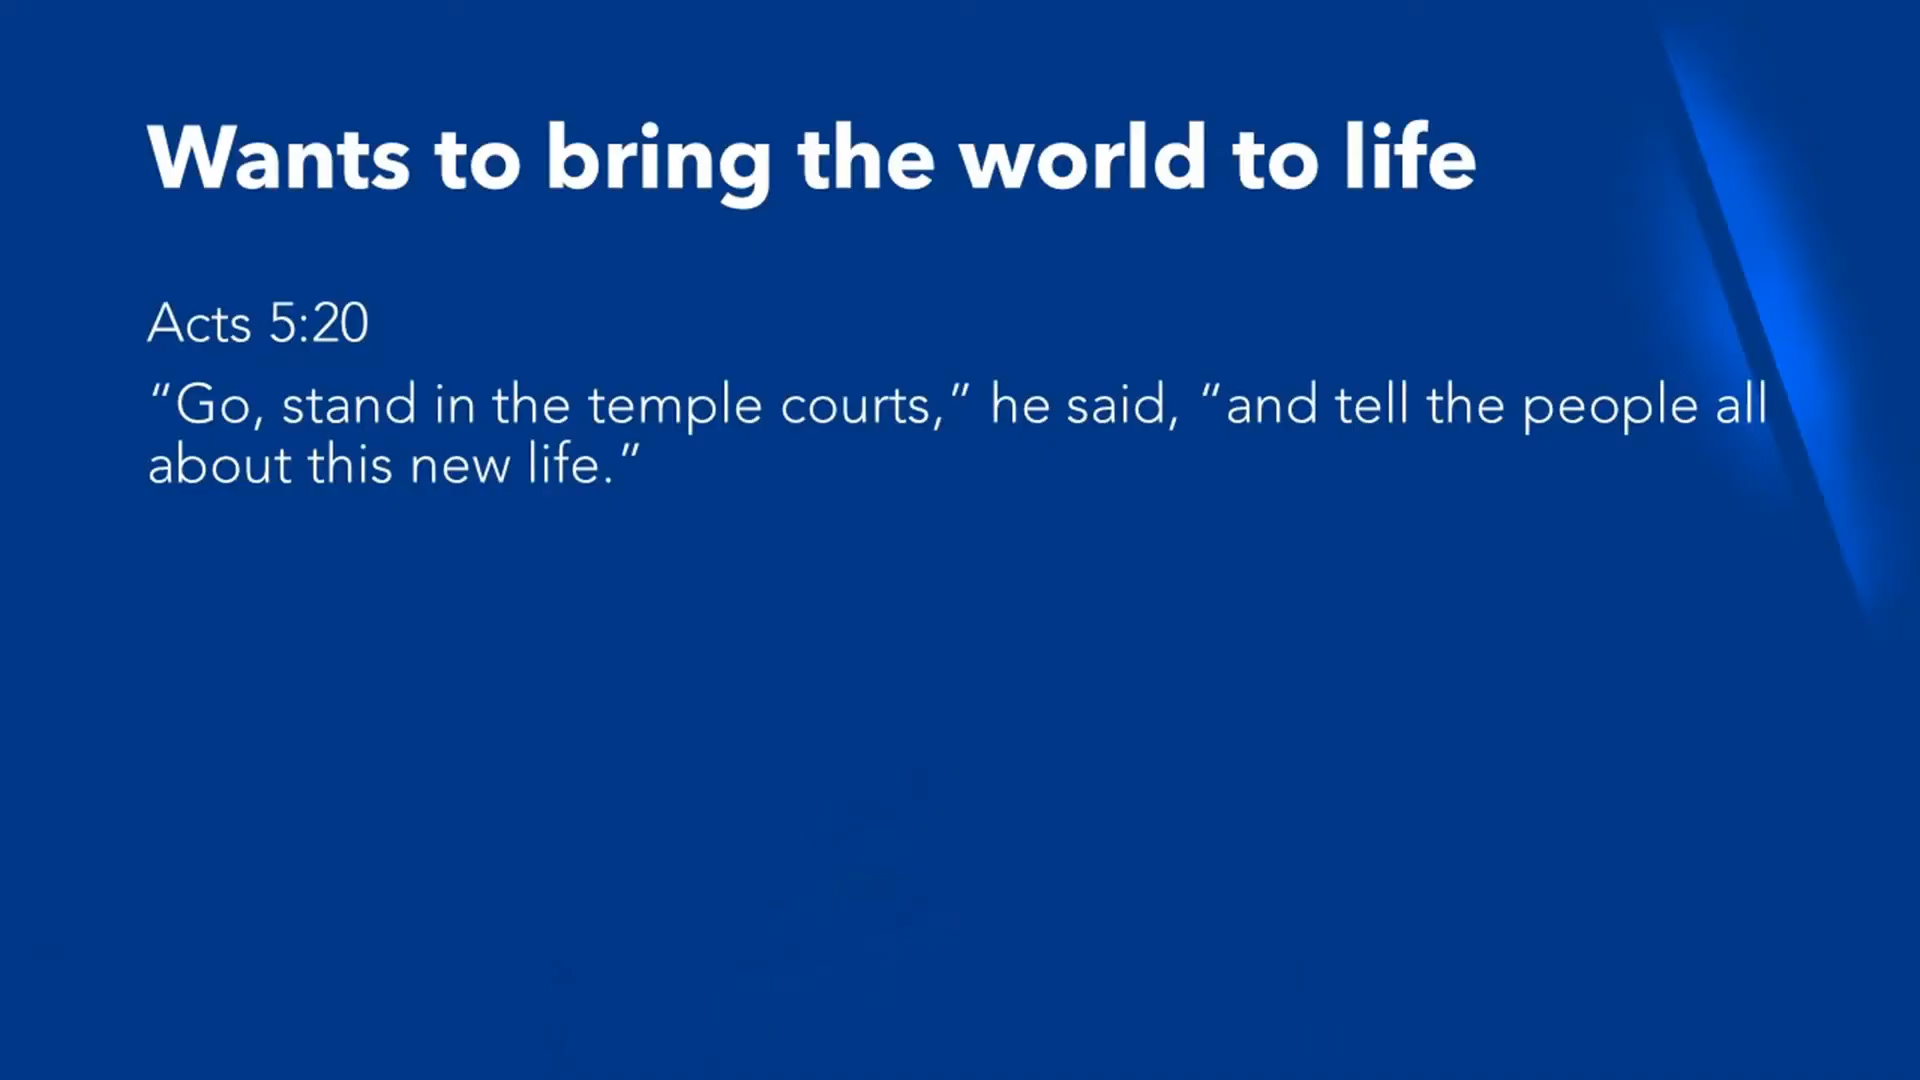 Wants to bring the world to life
Acts 5:20
“Go, stand in the temple courts,” he said, “and tell the people all
about this new life.”